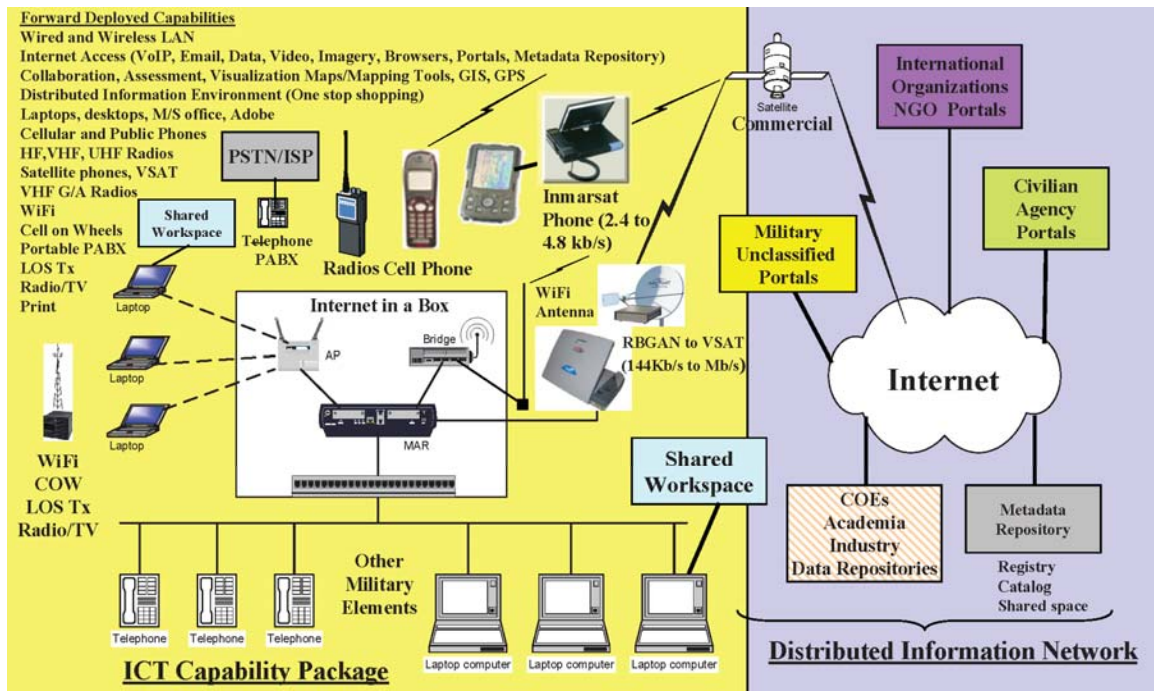 Forward Deployed Capabilities
Wired and Wireless LAN
Internet Access (VoIP, Email, Data, Video, Imagery, Browsers, Portals, Metadata Repository)
Collaboration, Assessment, Visualization Maps/Mapping Tools, GIS, GPS
Distributed Information Environment (One stop shopping)
Laptops, desktops, M/S office, Adobe
Cellular and Public Phones
HF,VHF, UHF Radios
Satellite phones, VSAT
VHF G/A Radios
WiFi
Cell on Wheels
Portable PABX
LOS Tx
Radio/TV
Print
PSTN/ISP
Telephone
PABX
Shared
Workspace
Radios
Cell Phone
Inmarsat
Phone (2.4 to
4.8 kb/s)
Satellite
Commercial
International
Organizations
NGO Portals
Civilian
Agency
Portals
Military
Unclassified
Portals
Laptop
Laptop
Laptop
Internet in a Box
AP
Bridge
MAR
WiFi
Antenna
RBGAN to VSAT
(144Kb/s to Mb/s)
Internet
WiFi
COW
LOS Tx
Radio/TV
Shared
Workspace
COEs
Academia
Industry
Data Repositories
Metadata
Repository
Registry
Catalog
Shared space
Other
Military
Elements
Telephone
Telephone
Telephone
Laptop computer
Laptop computer
Laptop computer
ICT Capability Package
Distributed Information Network